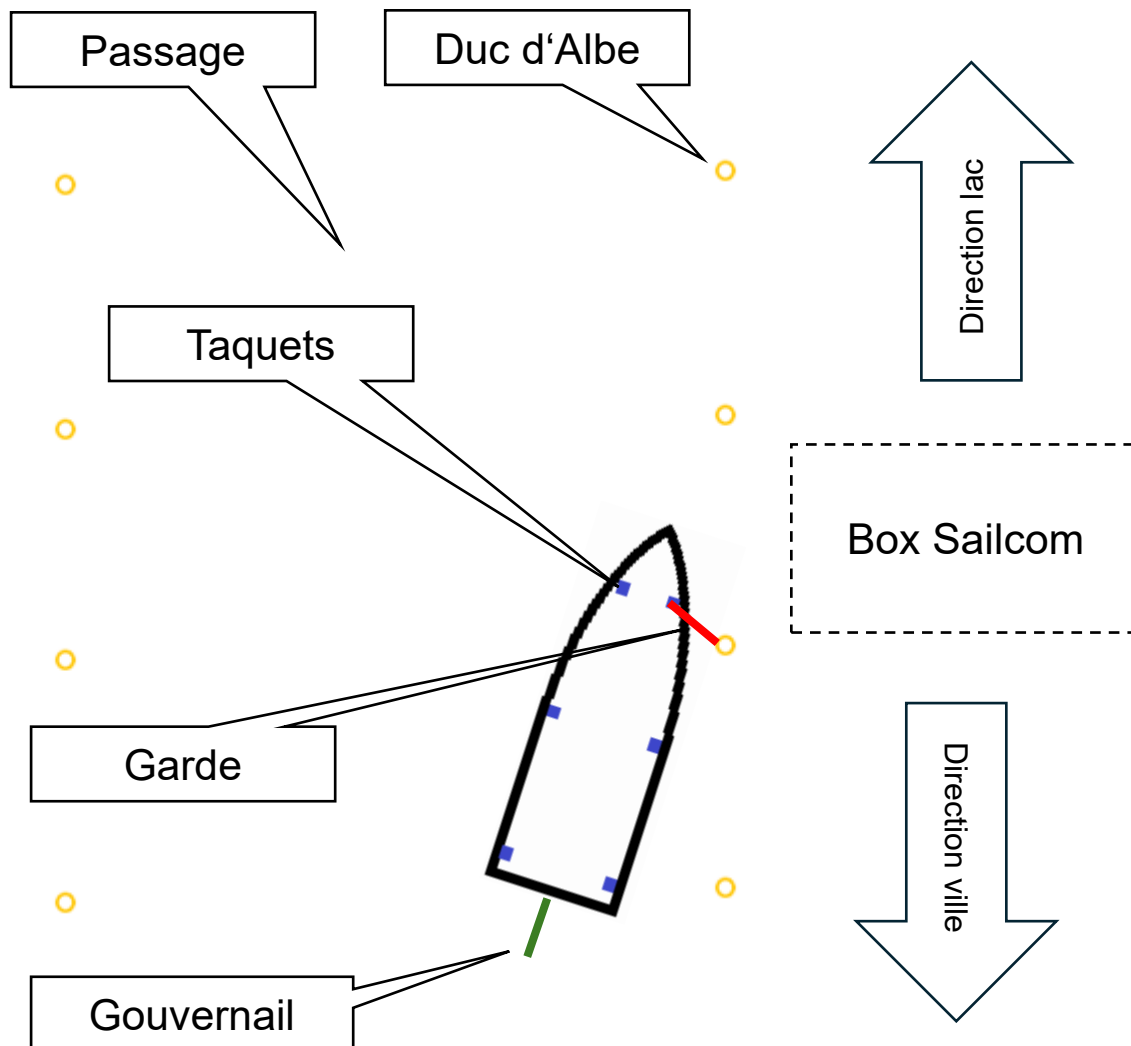 Passage
Duc d‘Albe
Direction lac
Taquets
Box Sailcom
Garde
Direction ville
Gouvernail